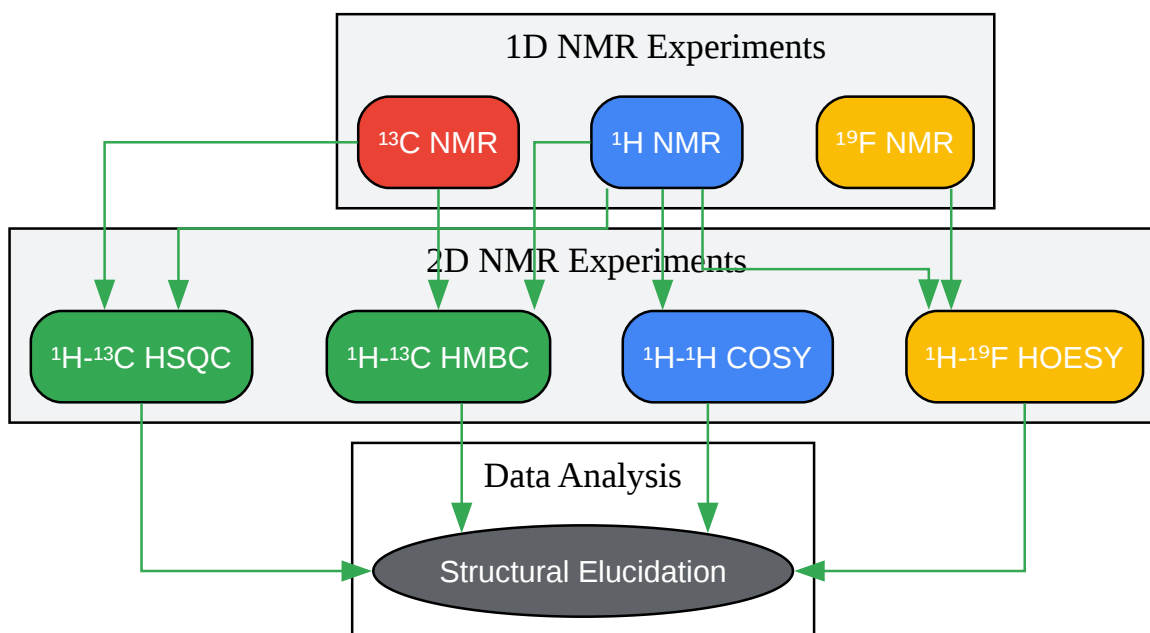 1D NMR Experiments
¹³C NMR
¹H NMR
¹⁹F NMR
2D NMR Experiments
¹H-¹³C HSQC
¹H-¹³C HMBC
¹H-¹H COSY
¹H-¹⁹F HOESY
Data Analysis
Structural Elucidation